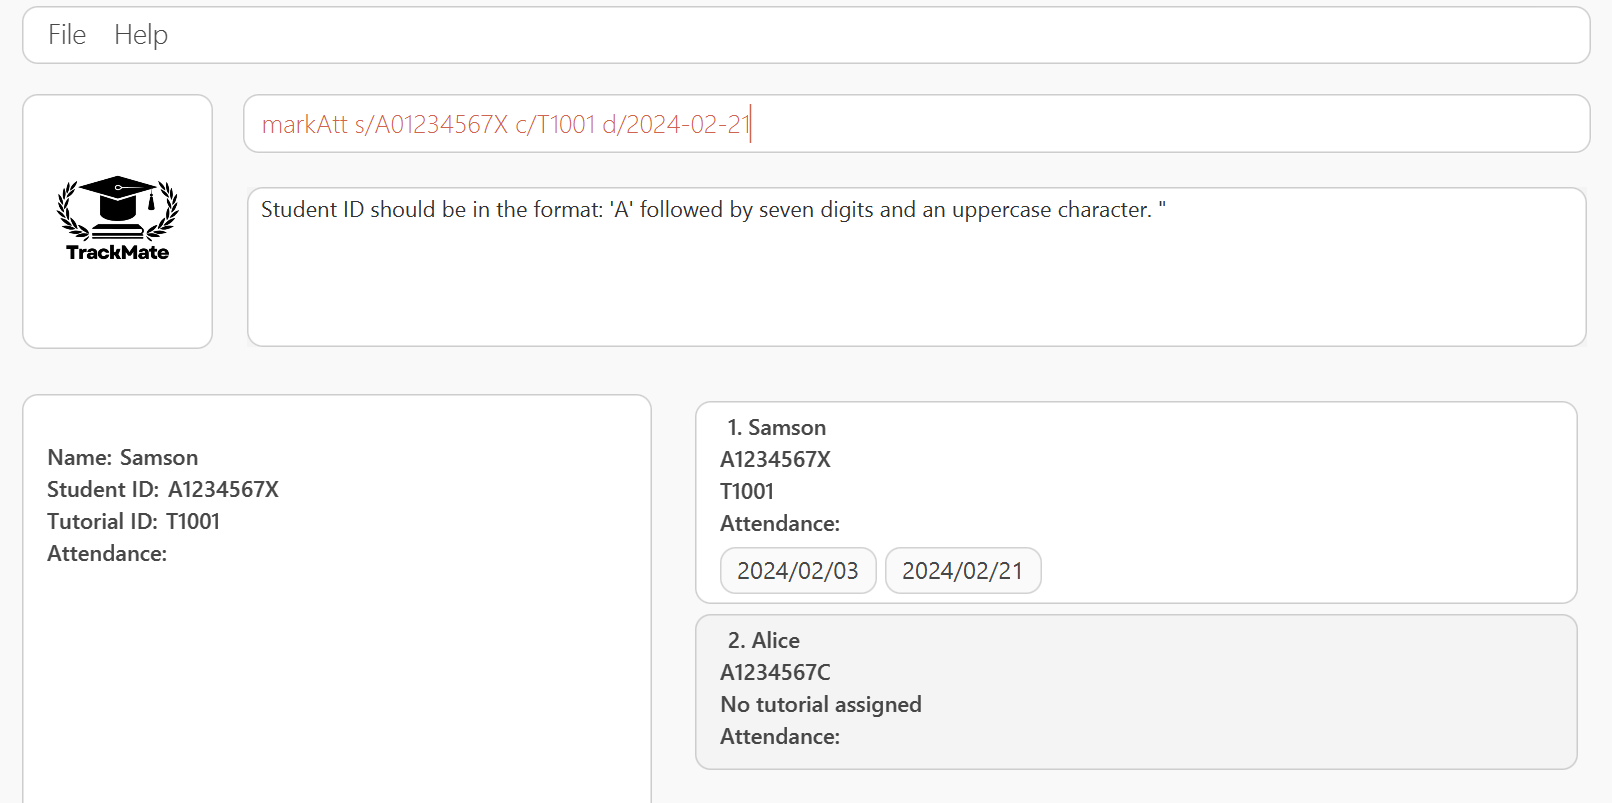 File Help
markAtt s/A01234567X c/T1001 d/2024-02-21
TrackMate
Student ID should be in the format: 'A' followed by seven digits and an uppercase character. "
Name: Samson
Student ID: A1234567X
Tutorial ID: T1001
Attendance:
1. Samson
A1234567X
T1001
Attendance:
2024/02/03 2024/02/21
2. Alice
A1234567C
No tutorial assigned
Attendance: